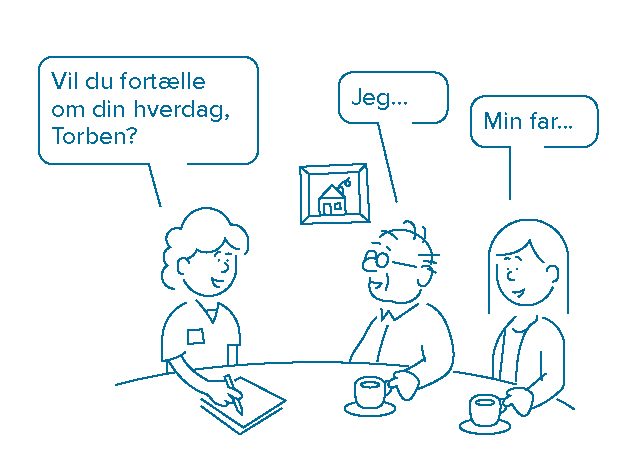 Vil du fortælle
om din hverdag,
Torben?
Jeg...
Min far...